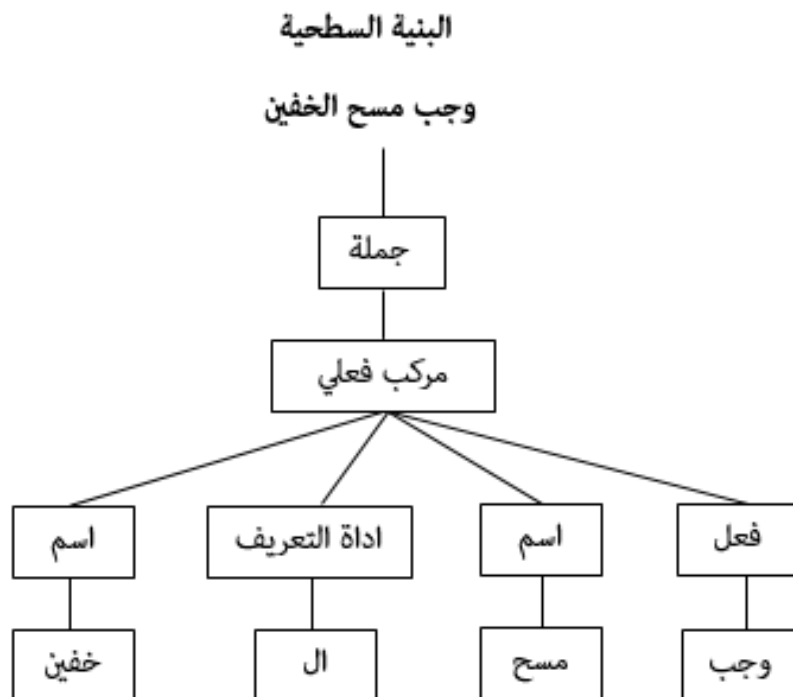 البنية السطحية
وجب مسح الخفين
جملة
مركب فعلي
فعل
اسم
اداة التعريف
اسم
وجب
مسح
ال
خفين